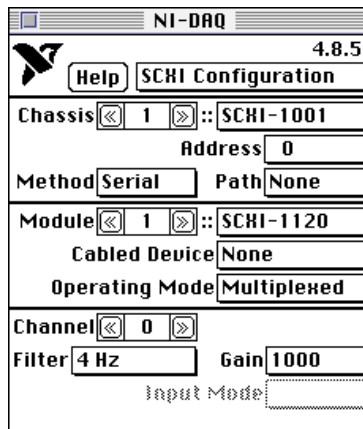 NI-DAQ
4.8.5
Help SCXI Configuration
Chassis « 1 » :: SCXI-1001
Address 0
Method Serial Path None
Module « 1 » :: SCXI-1120
Cabled Device None
Operating Mode Multiplexed
Channel « 0 »
Filter 4 Hz Gain 1000
Input Mode